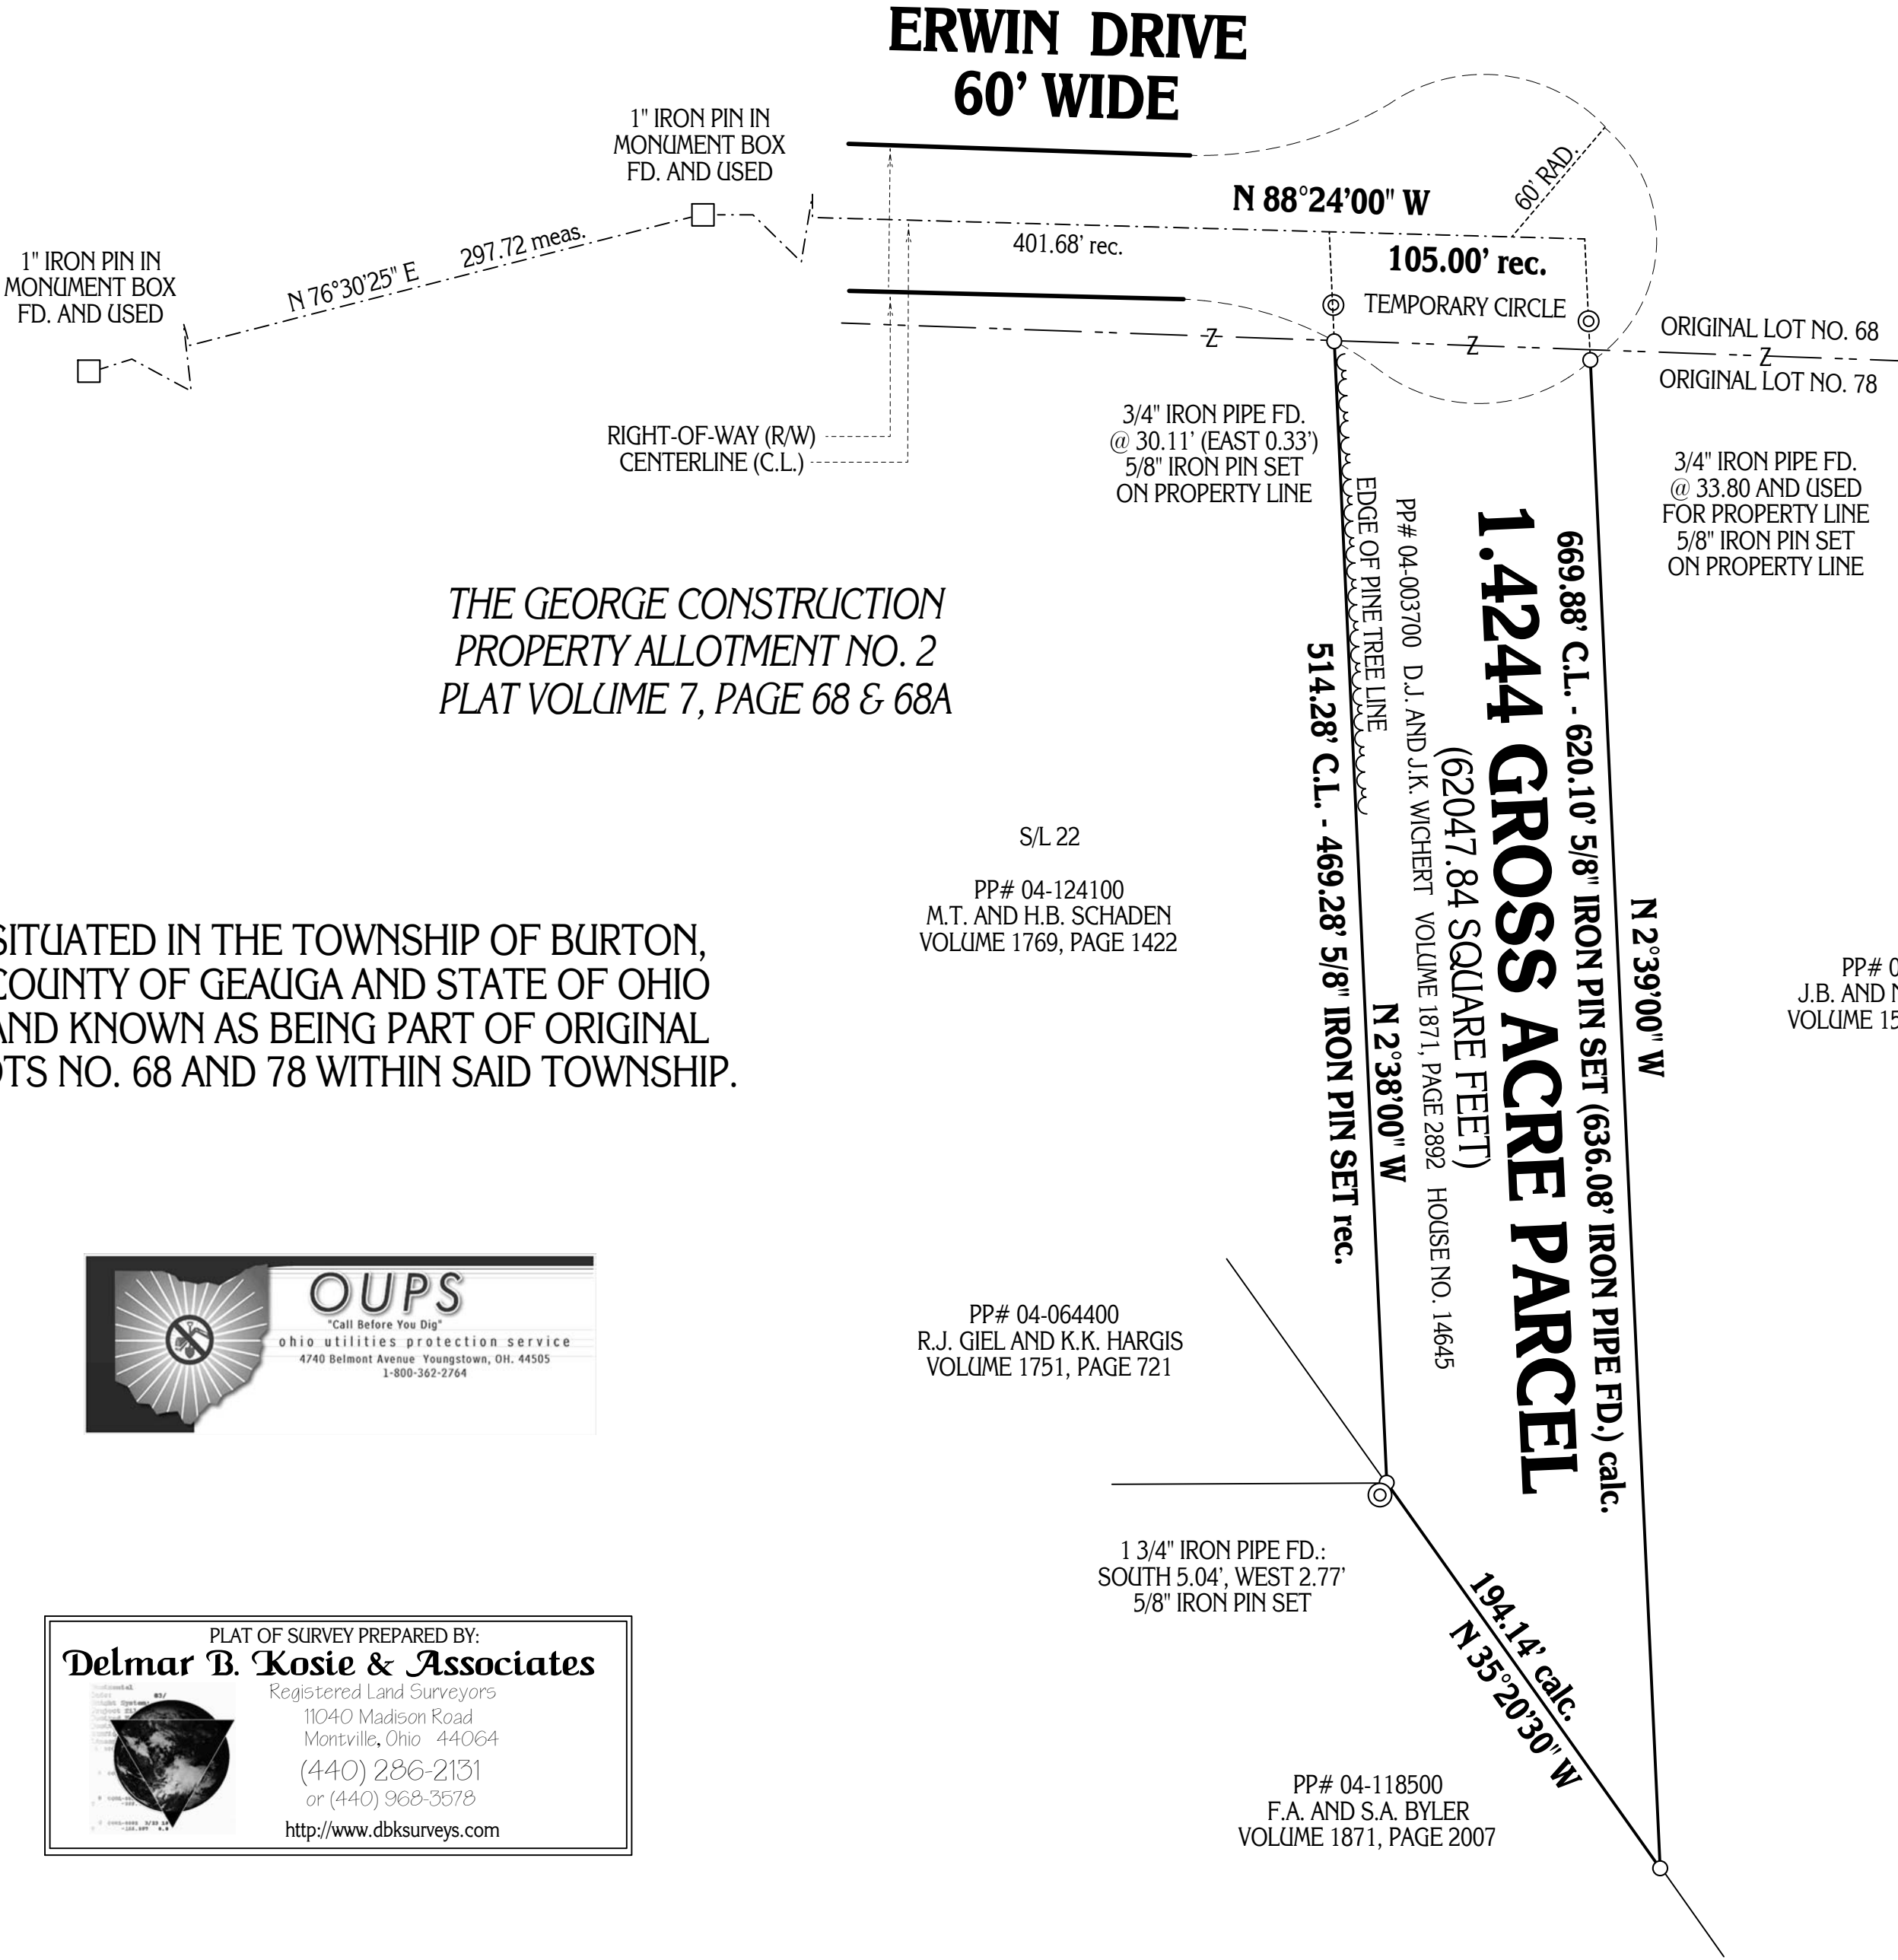 ERWIN DRIVE
60' WIDE
1" IRON PIN IN
MONUMENT BOX
FD. AND USED
1" IRON PIN IN
MONUMENT BOX
FD. AND USED
N 76°30'25" E
297.72 meas.
N 88°24'00" W
60' RAD.
401.68' rec.
105.00' rec.
TEMPORARY CIRCLE
Z
Z
Z
ORIGINAL LOT NO. 68
ORIGINAL LOT NO. 78
RIGHT-OF-WAY (R/W)
CENTERLINE (C.L.)
3/4" IRON PIPE FD.
@ 30.11' (EAST 0.33')
5/8" IRON PIN SET
ON PROPERTY LINE
3/4" IRON PIPE FD.
@ 33.80 AND USED
FOR PROPERTY LINE
5/8" IRON PIN SET
ON PROPERTY LINE
THE GEORGE CONSTRUCTION
PROPERTY ALLOTMENT NO. 2
PLAT VOLUME 7, PAGE 68 & 68A
EDGE OF PINE TREE LINE
514.28' C.L. - 469.28' 5/8" IRON PIN SET rec.
N 2°38'00" W
PP# 04-003700 D.J. AND J.K. WICHERT VOLUME 1871, PAGE 2892 HOUSE NO. 14645
(62047.84 SQUARE FEET)
1.4244 GROSS ACRE PARCEL
669.88' C.L. - 620.10' 5/8" IRON PIN SET (636.08' IRON PIPE FD.) calc.
N 2°39'00" W
S/L 22
PP# 04-124100
M.T. AND H.B. SCHADEN
VOLUME 1769, PAGE 1422
PP# 0
J.B. AND N
VOLUME 15
SITUATED IN THE TOWNSHIP OF BURTON,
COUNTY OF GEAUGA AND STATE OF OHIO
AND KNOWN AS BEING PART OF ORIGINAL
OTS NO. 68 AND 78 WITHIN SAID TOWNSHIP.
OUPS
"Call Before You Dig"
ohio utilities protection service
4740 Belmont Avenue Youngstown, OH. 44505
1-800-362-2764
PP# 04-064400
R.J. GIEL AND K.K. HARGIS
VOLUME 1751, PAGE 721
1 3/4" IRON PIPE FD.:
SOUTH 5.04', WEST 2.77'
5/8" IRON PIN SET
194.14' calc.
N 35°20'30" W
PLAT OF SURVEY PREPARED BY:
Delmar B. Kosie & Associates
Registered Land Surveyors
11040 Madison Road
Montville, Ohio 44064
(440) 286-2131
or (440) 968-3578
http://www.dbksurveys.com
PP# 04-118500
F.A. AND S.A. BYLER
VOLUME 1871, PAGE 2007